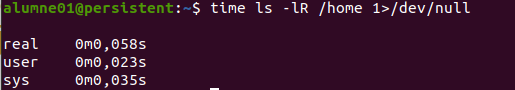 alumne01@persistent:~$ time ls -lR /home 1>/dev/null
real 0m0,058s
user 0m0,023s
sys 0m0,035s